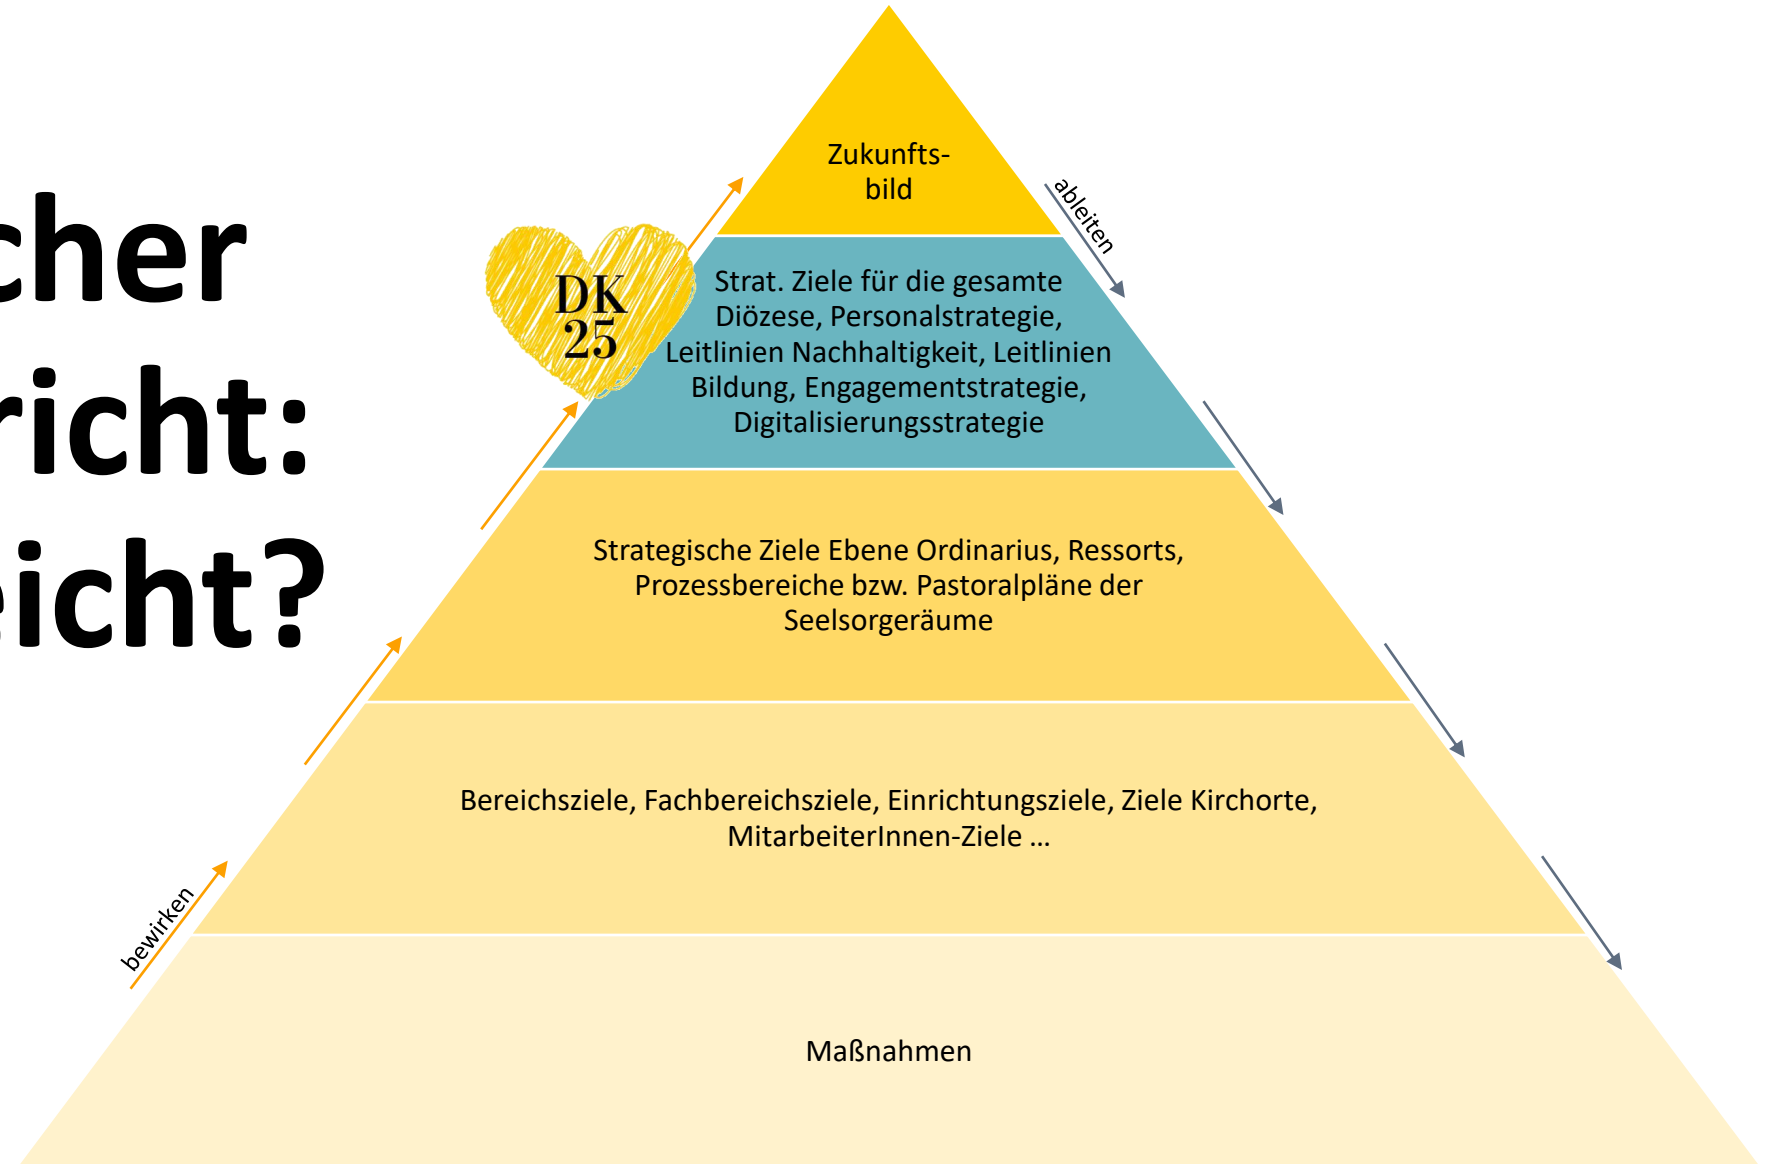 cher
richt:
eicht?
Zukunfts-
bild
ableiten
DK
25
Strat. Ziele für die gesamte
Diözese, Personalstrategie,
Leitlinien Nachhaltigkeit, Leitlinien
Bildung, Engagementstrategie,
Digitalisierungsstrategie
Strategische Ziele Ebene Ordinarius, Ressorts,
Prozessbereiche bzw. Pastoralpläne der
Seelsorgeräume
Bereichsziele, Fachbereichsziele, Einrichtungsziele, Ziele Kirchorte,
MitarbeiterInnen-Ziele ...
bewirken
Maßnahmen